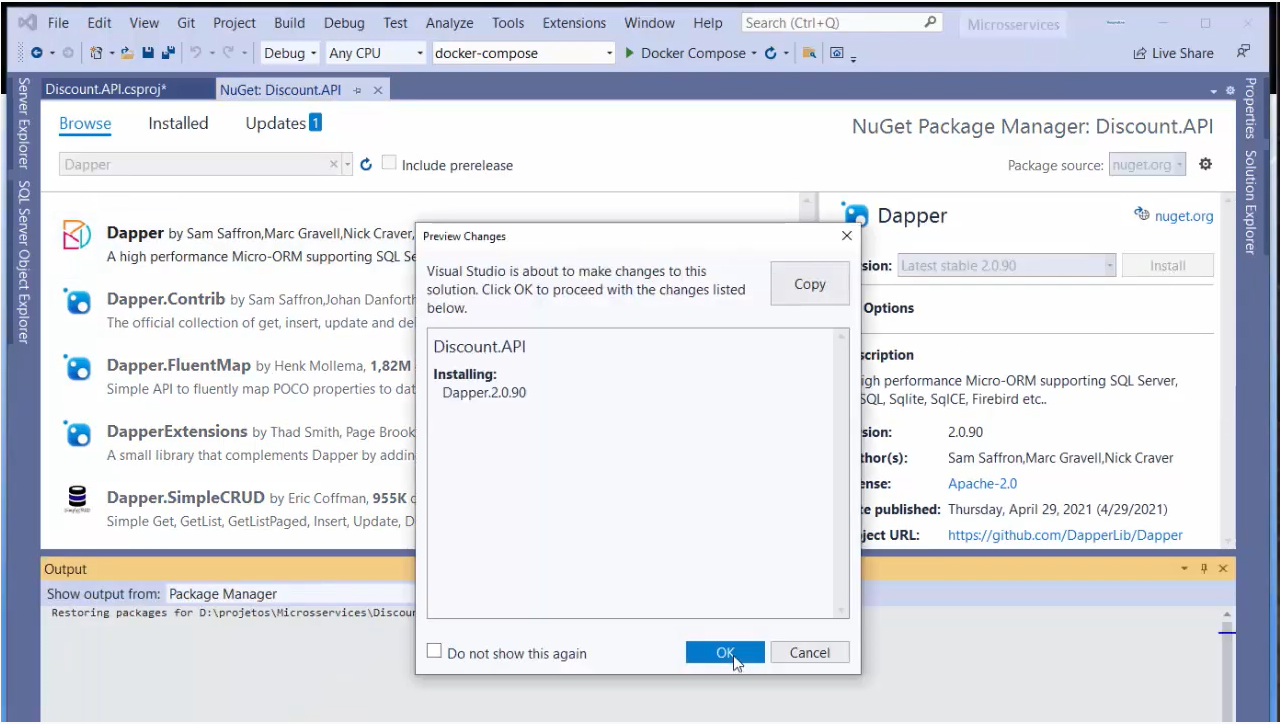 File Edit View Git Project Build Debug Test Analyze Tools Extensions Window Help Search (Ctrl+Q) Microsservices
Debug Any CPU docker-compose Docker Compose Live Share
Server Explorer
SQL Server Object Explorer
Discount.API.csproj* NuGet: Discount.API
Browse Installed Updates 1
NuGet Package Manager: Discount.API
Dapper Include prerelease
Package source: nuget.org
Dapper by Sam Saffron,Marc Gravell,Nick Craver,
A high performance Micro-ORM supporting SQL Se
Dapper.Contrib by Sam Saffron,Johan Danfort
The official collection of get, insert, update and de
Dapper.FluentMap by Henk Mollema, 1,82M
Simple API to fluently map POCO properties to dat
DapperExtensions by Thad Smith, Page Brook
A small library that complements Dapper by adding
Dapper.SimpleCRUD by Eric Coffman, 955K
Simple Get, GetList, GetListPaged, Insert, Update, D
Preview Changes
Visual Studio is about to make changes to this
solution. Click OK to proceed with the changes listed
below.
Copy
Discount.API
Installing:
Dapper.2.0.90
Do not show this again
OK Cancel
Dapper nuget.org
sion: Latest stable 2.0.90 Install
Options
scription
igh performance Micro-ORM supporting SQL Server,
SQL, Sqlite, SqlCE, Firebird etc..
sion: 2.0.90
thor(s): Sam Saffron,Marc Gravell,Nick Craver
ense: Apache-2.0
te published: Thursday, April 29, 2021 (4/29/2021)
ject URL: https://github.com/DapperLib/Dapper
Properties
Solution Explorer
Output
Show output from: Package Manager
Restoring packages for D:\projetos\Microsservices\Discour